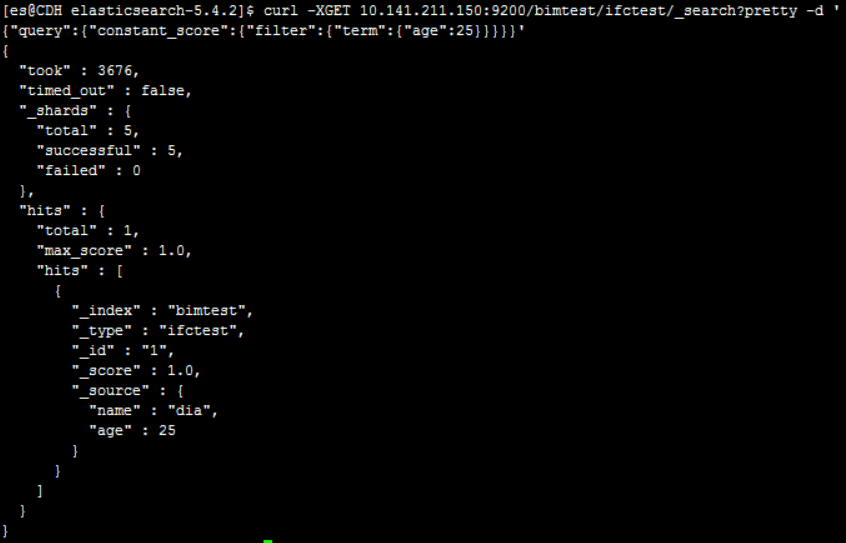 [es@CDH elasticsearch-5.4.2]$ curl -XGET 10.141.211.150:9200/bimtest/ifctest/_search?pretty -d '
{"query":{"constant_score":{"filter":{"term":{"age":25}}}}}'
{
  "took" : 3676,
  "timed_out" : false,
  "_shards" : {
    "total" : 5,
    "successful" : 5,
    "failed" : 0
  },
  "hits" : {
    "total" : 1,
    "max_score" : 1.0,
    "hits" : [
      {
        "_index" : "bimtest",
        "_type" : "ifctest",
        "_id" : "1",
        "_score" : 1.0,
        "_source" : {
          "name" : "dia",
          "age" : 25
        }
      }
    ]
  }
}